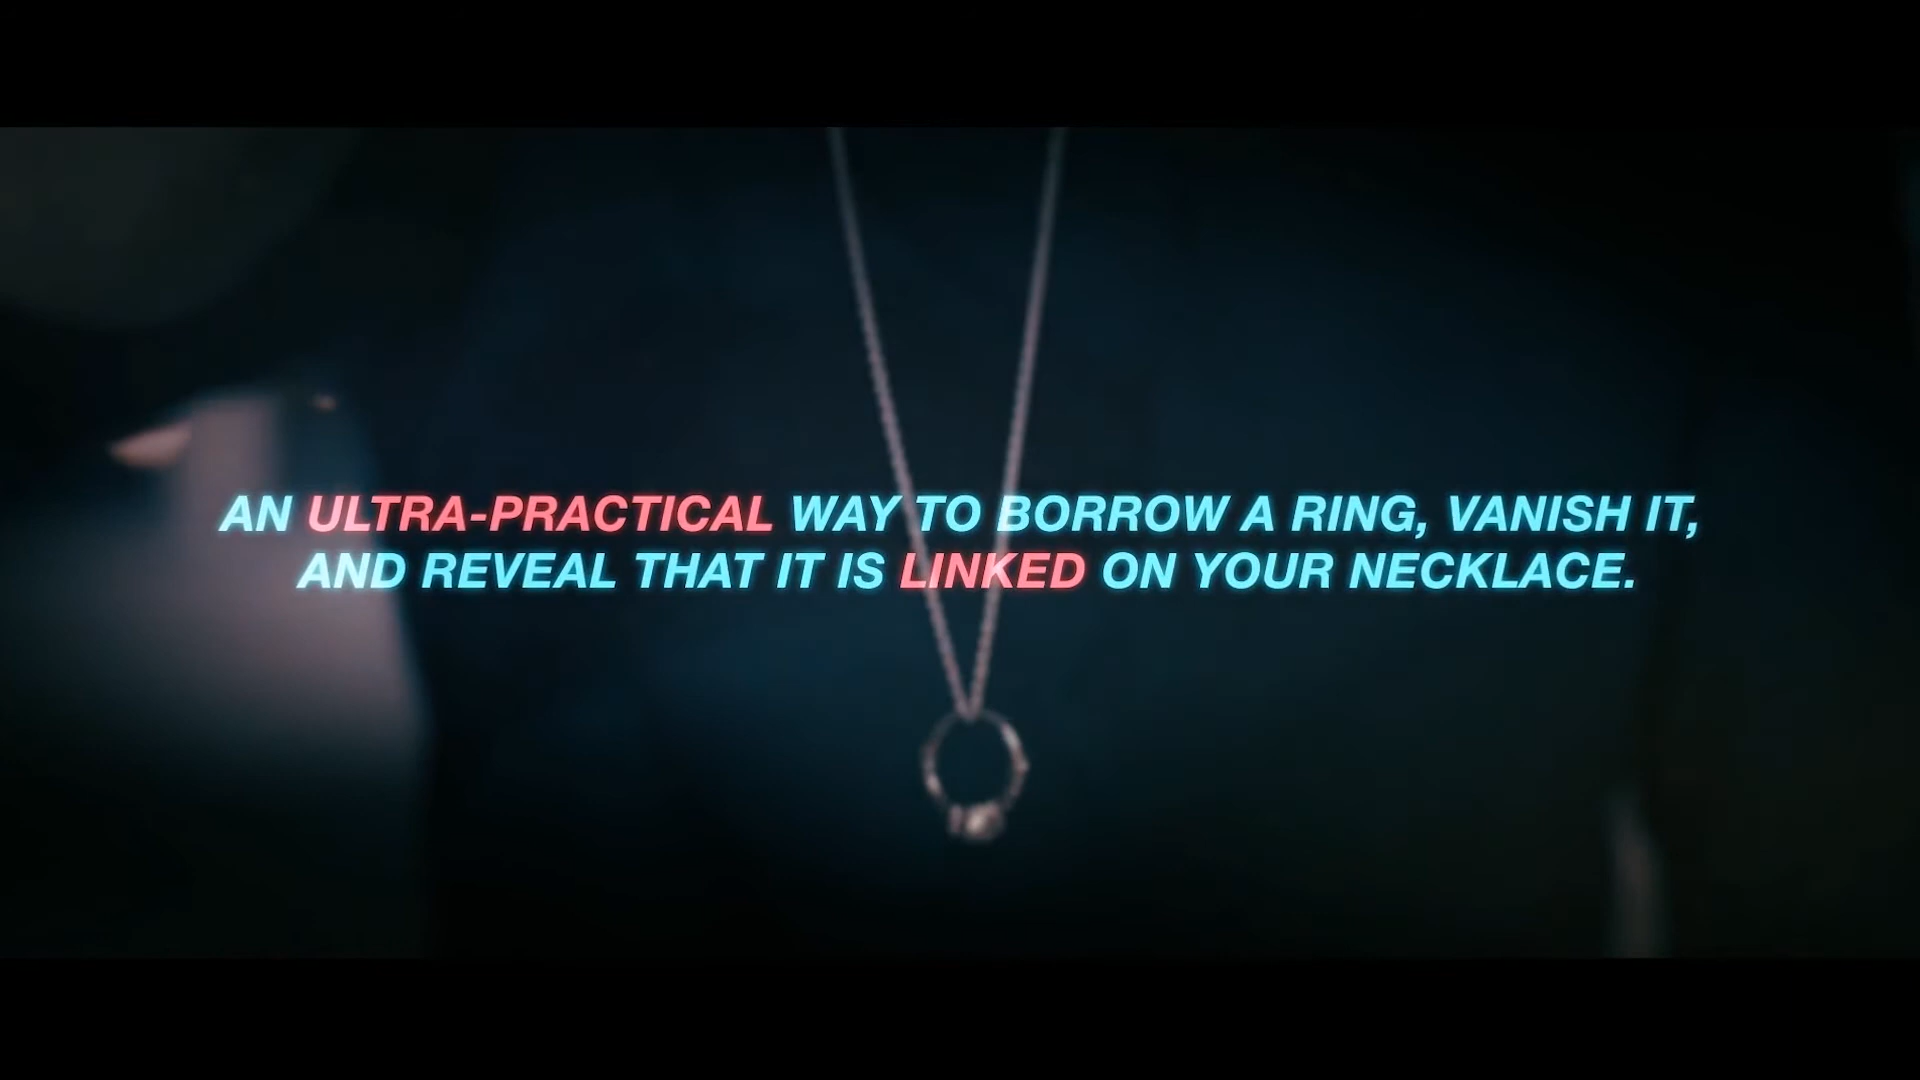 AN ULTRA-PRACTICAL WAY TO BORROW A RING, VANISH IT,
AND REVEAL THAT IT IS LINKED ON YOUR NECKLACE.